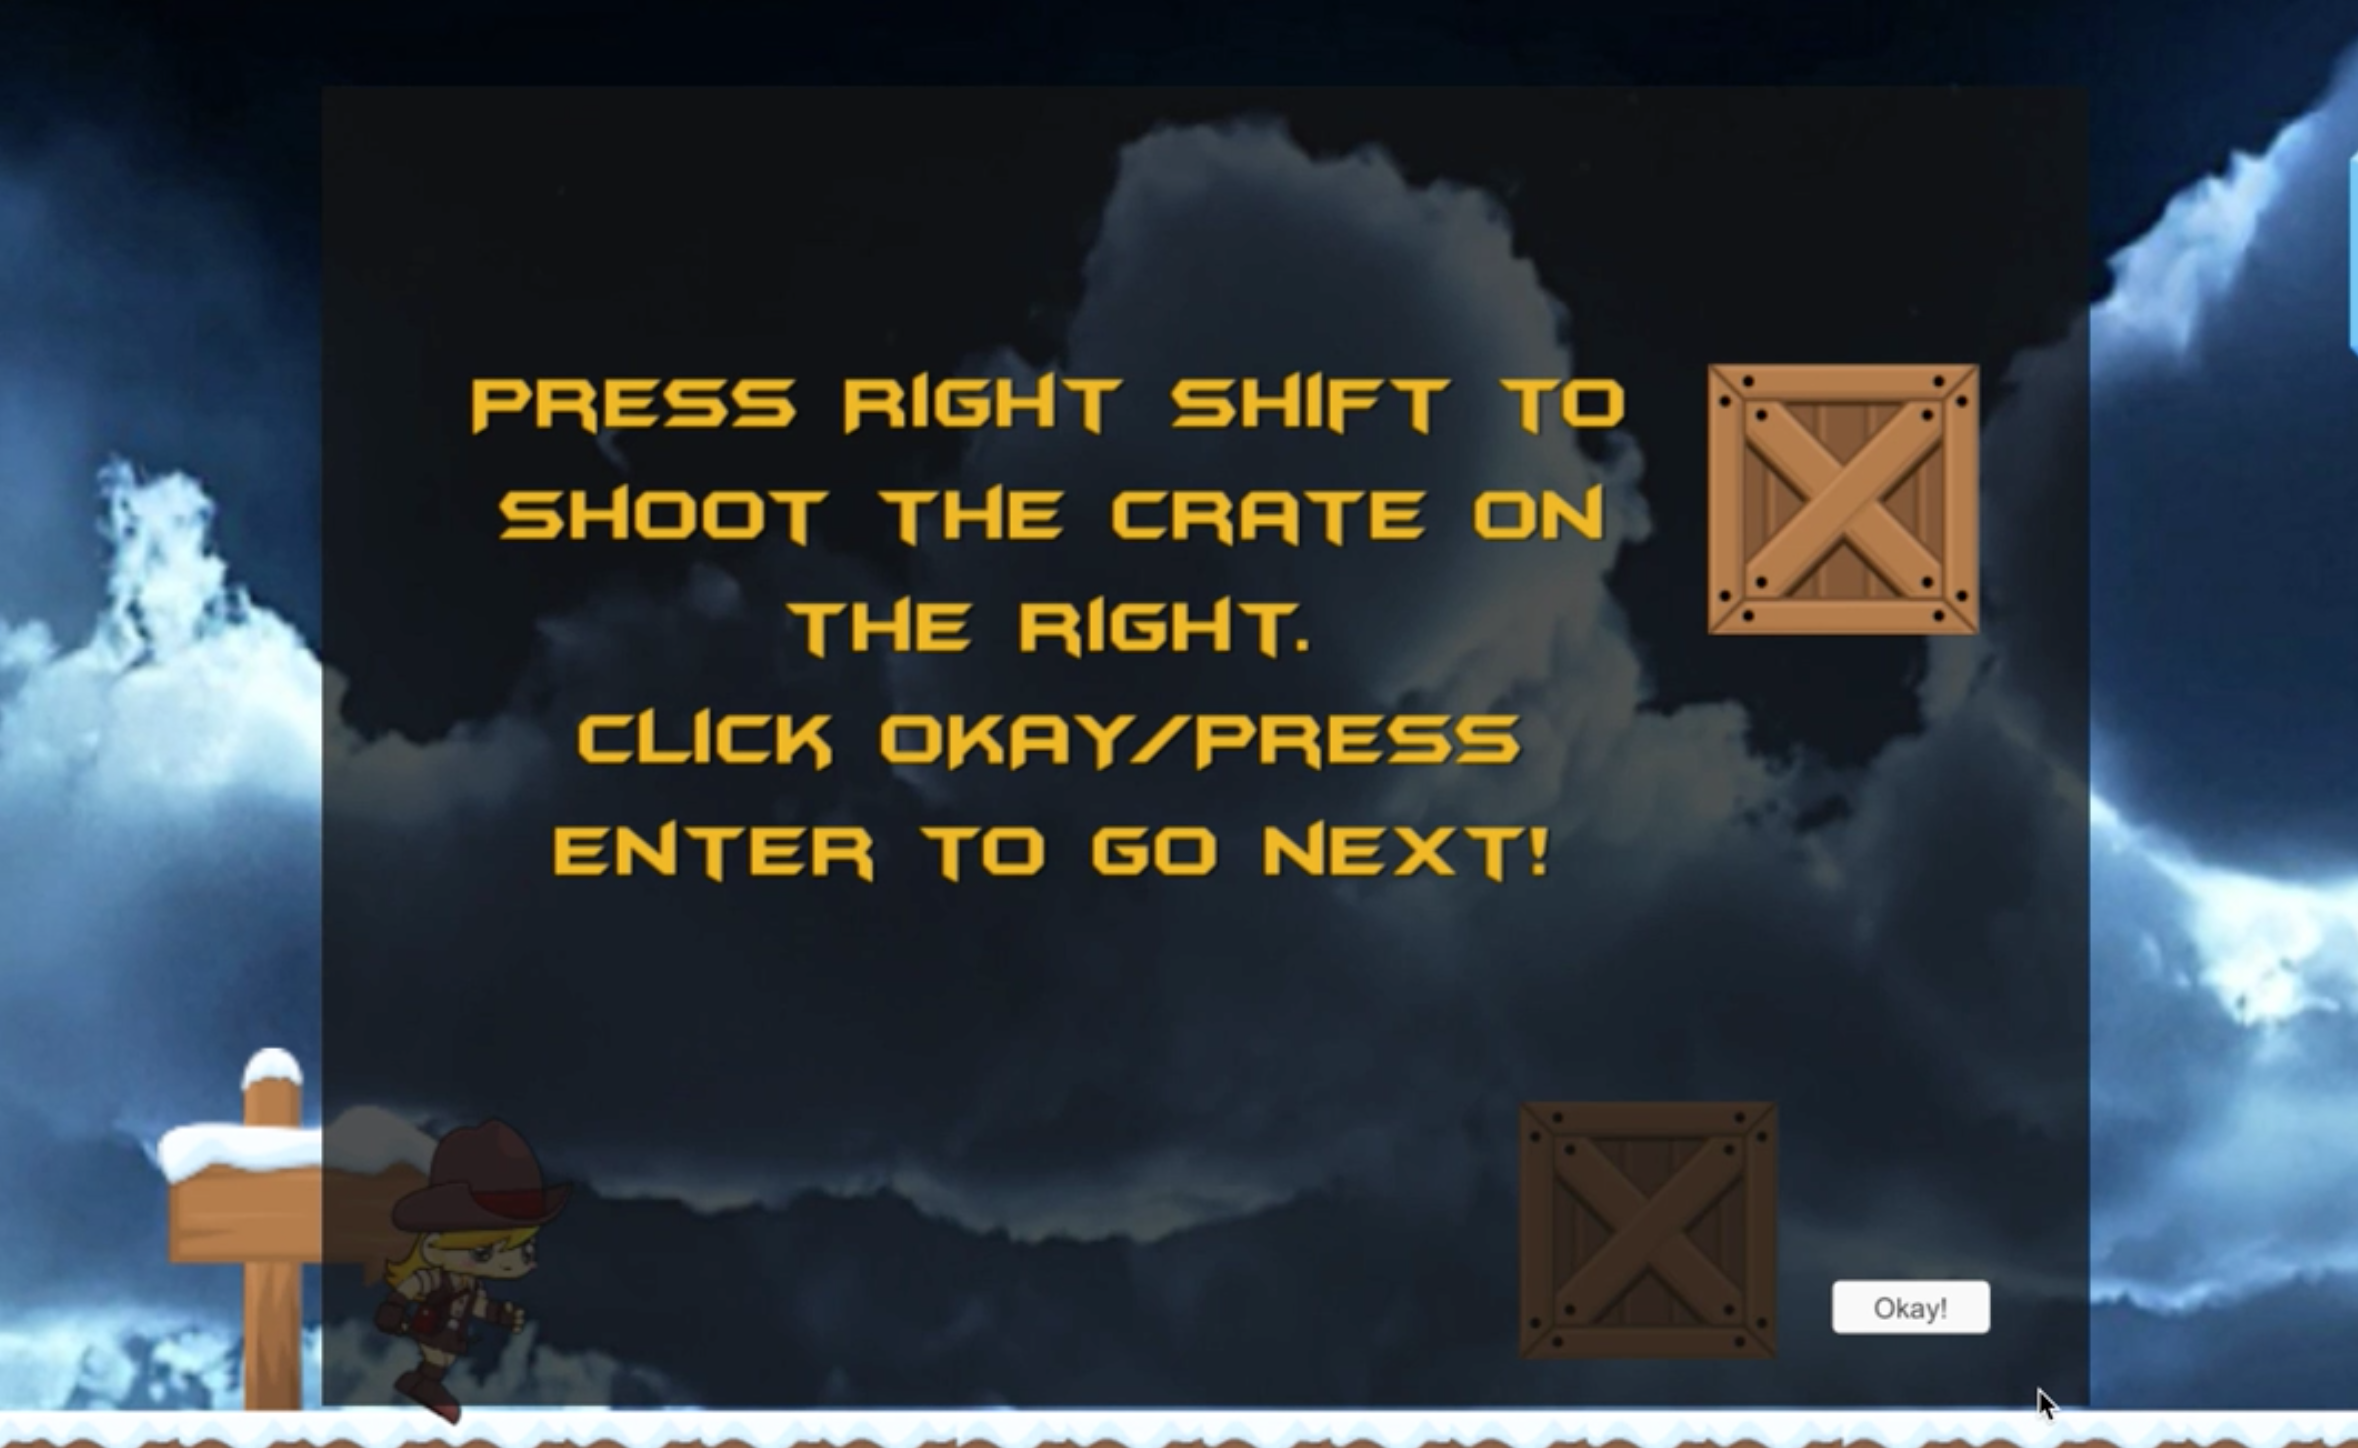 PRESS RIGHT SHIFT TO
SHOOT THE CRATE ON
THE RIGHT.
CLICK OKAY/PRESS
ENTER TO GO NEXT!
Okay!